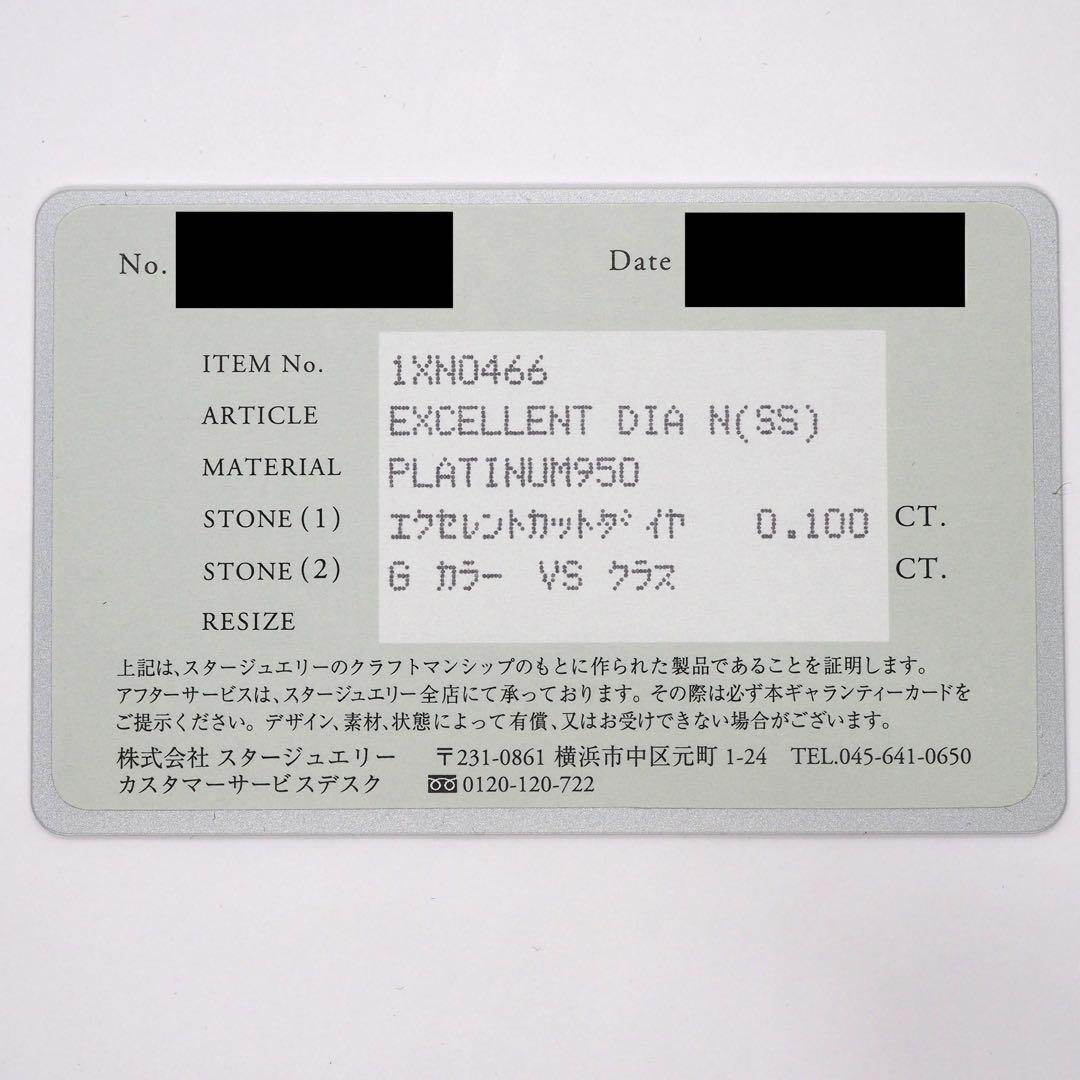 No.
Date
ITEM No. 1XN0466
ARTICLE EXCELLENT DIA N(SS)
MATERIAL PLATINUM950
STONE (1) エクセレントカットダイヤ 0.100 CT.
STONE (2) G カラー VS クラス CT.
RESIZE
上記は、スタージュエリーのクラフトマンシップのもとに作られた製品であることを証明します。
アフターサービスは、スタージュエリー全店にて承っております。その際は必ず本ギャランティーカードを
ご提示ください。デザイン、素材、状態によって有償、又はお受けできない場合がございます。
株式会社 スタージュエリー 〒231-0861 横浜市中区元町 1-24 TEL.045-641-0650
カスタマーサービスデスク 0120-120-722